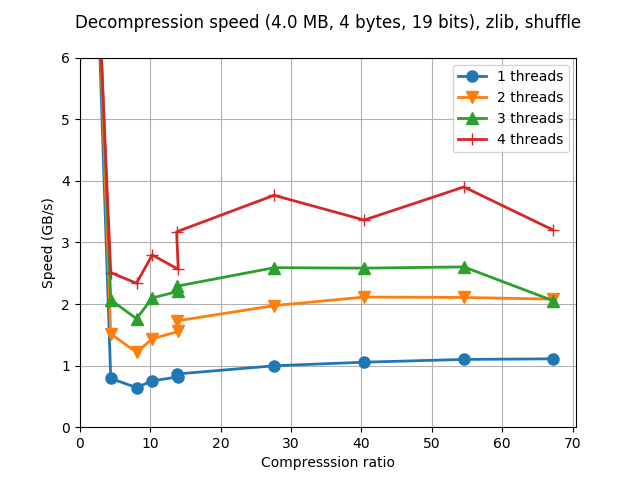 Decompression speed (4.0 MB, 4 bytes, 19 bits), zlib, shuffle
6
5
4
3
2
1
0
Speed (GB/s)
1 threads
2 threads
3 threads
4 threads
0 10 20 30 40 50 60 70
Compresssion ratio